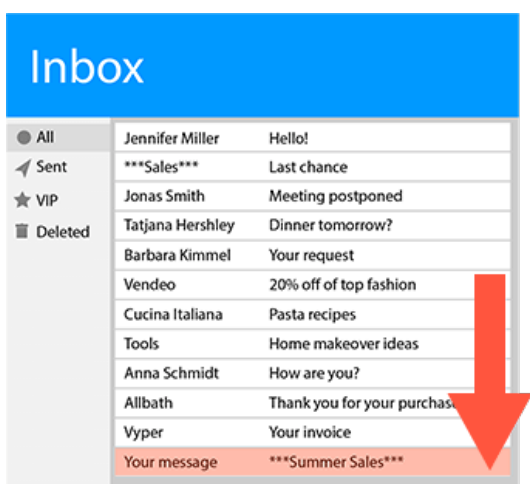 Inbox
All
Sent
VIP
Deleted
Jennifer Miller Hello!
***Sales*** Last chance
Jonas Smith Meeting postponed
Tatjana Hershley Dinner tomorrow?
Barbara Kimmel Your request
Vendeo 20% off of top fashion
Cucina Italiana Pasta recipes
Tools Home makeover ideas
Anna Schmidt How are you?
Allbath Thank you for your purchase
Vyper Your invoice
Your message ***Summer Sales***